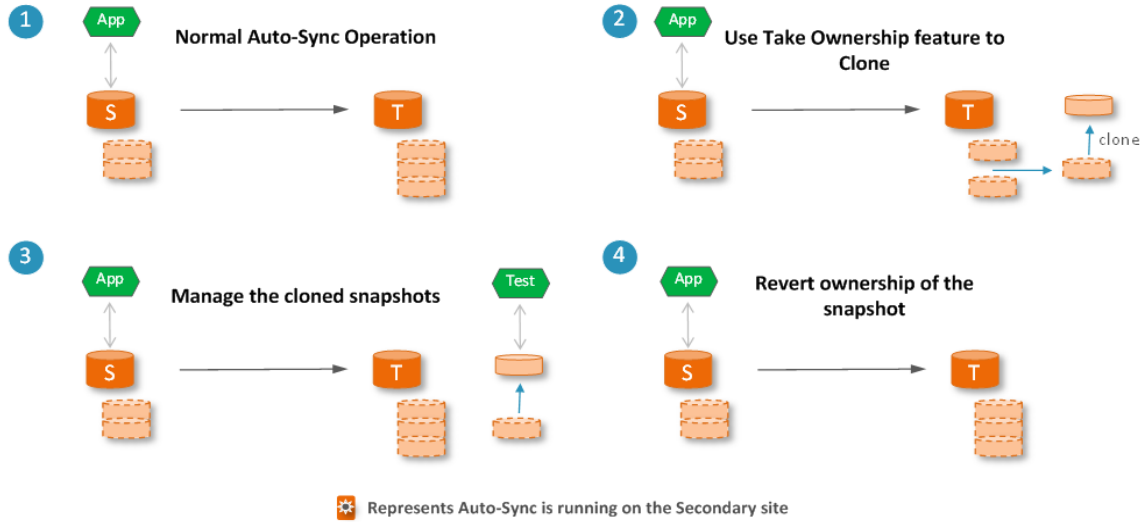 1
App
Normal Auto-Sync Operation
S
T
2
App
Use Take Ownership feature to
Clone
S
T
clone
3
App
Manage the cloned snapshots
Test
S
T
4
App
Revert ownership of the
snapshot
S
T
Represents Auto-Sync is running on the Secondary site